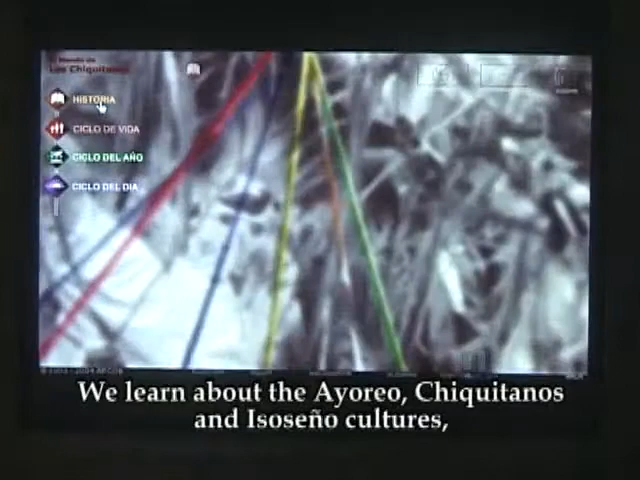 Los Chiquitanos
HISTORIA
CICLO DE VIDA
CICLO DEL AÑO
CICLO DEL DIA
We learn about the Ayoreo, Chiquitanos
and Isoseño cultures,